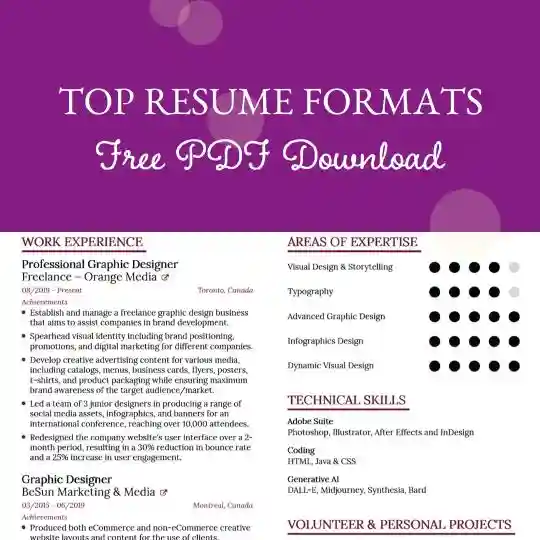 TOP RESUME FORMATS
Free PDF Download
WORK EXPERIENCE
Professional Graphic Designer
Freelance – Orange Media
08/2019 – Present Toronto, Canada
Achievements
• Establish and manage a freelance graphic design business
that aims to assist companies in brand development.
• Spearhead visual identity including brand positioning,
promotions, and digital marketing for different companies.
• Develop creative advertising content for various media,
including catalogs, menus, business cards, flyers, posters,
t-shirts, and product packaging while ensuring maximum
brand awareness of the target audience/market.
• Led a team of 3 junior designers in producing a range of
social media assets, infographics, and banners for an
international conference, reaching over 10,000 attendees.
• Redesigned the company website's user interface over a 2-
month period, resulting in a 30% reduction in bounce rate
and a 25% increase in user engagement.
Graphic Designer
BeSun Marketing & Media
03/2015 – 06/2019 Montreal, Canada
Achievements
• Produced both eCommerce and non-eCommerce creative
website layouts and content for the use of clients.
AREAS OF EXPERTISE
Visual Design & Storytelling
Typography
Advanced Graphic Design
Infographics Design
Dynamic Visual Design
TECHNICAL SKILLS
Adobe Suite
Photoshop, Illustrator, After Effects and InDesign
Coding
HTML, Java & CSS
Generative AI
DALL-E, Midjourney, Synthesia, Bard
VOLUNTEER & PERSONAL PROJECTS